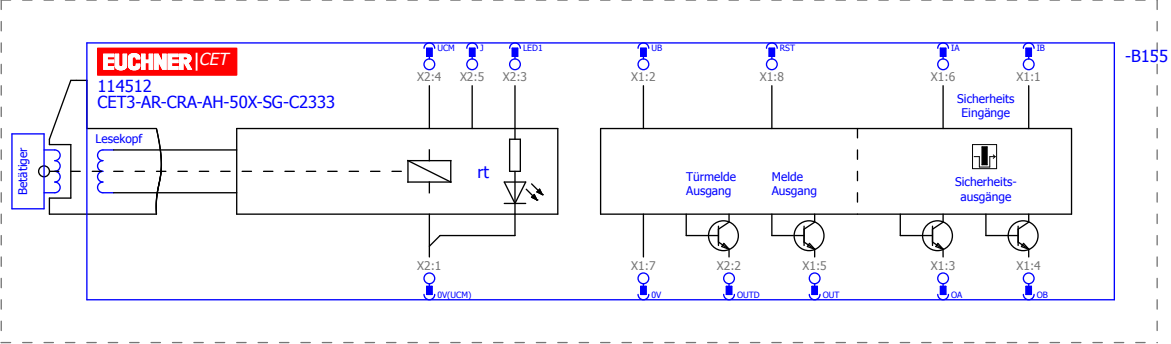 UCM
J
LED1
UB
RST
IA
IB
-B155
EUCHNER CET
X2:4
X2:5
X2:3
X1:2
X1:8
X1:6
X1:1
114512
CET3-AR-CRA-AH-50X-SG-C2333
Sicherheits
Eingänge
Lesekopf
Betätiger
rt
Türmelde
Ausgang
Melde
Ausgang
Sicherheits-
ausgänge
X2:1
X1:7
X2:2
X1:5
X1:3
X1:4
0V(UCM)
0V
OUTD
OUT
OA
OB